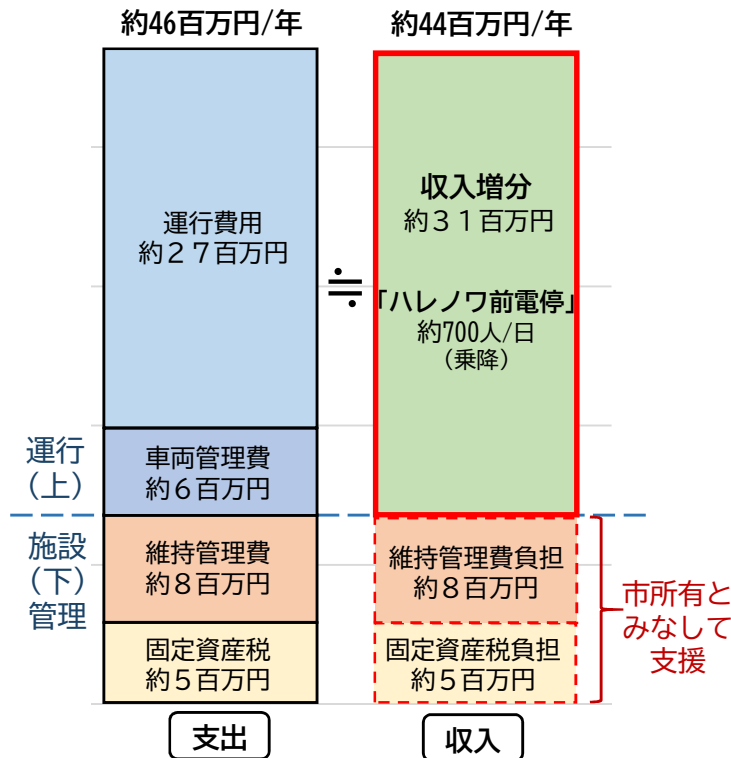 約46百万円/年
約44百万円/年
運行費用
約２７百万円
車両管理費
約６百万円
維持管理費
約８百万円
固定資産税
約５百万円
≒
収入増分
約３１百万円
「ハレノワ前電停」
約700人/日
（乗降）
維持管理費負担
約８百万円
固定資産税負担
約５百万円
運行
（上）
施設
（下）
管理
市所有と
みなして
支援
支出
収入